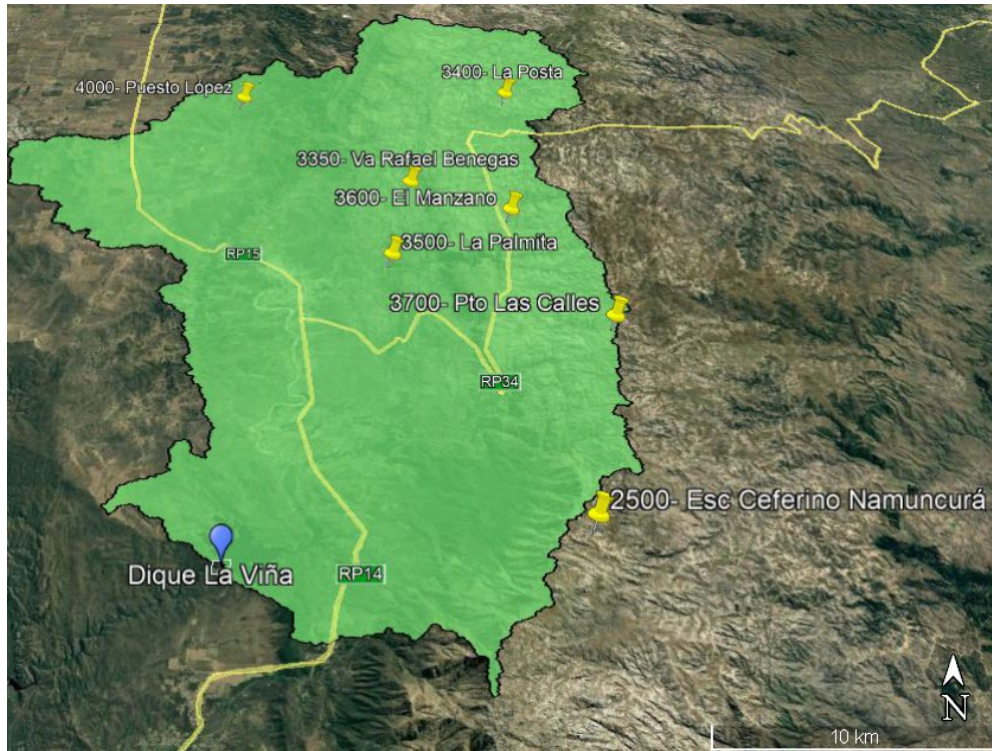 3400- La Posta
4000- Puesto López
3350- Va Rafael Benegas
3600- El Manzano
3500- La Palmita
RP15
3700- Pto Las Calles
RP34
2500- Esc Ceferino Namuncurá
Dique La Viña
RP14
N
10 km